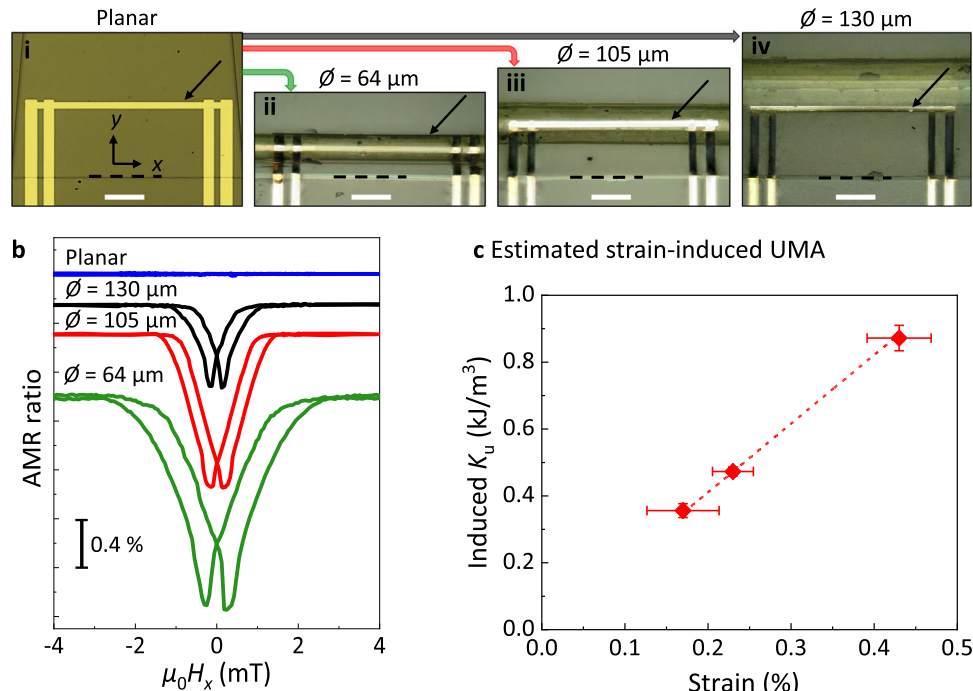 Planar
Ø = 130 µm
i
Ø = 64 µm
ii
Ø = 105 µm
iii
iv
y
x
b
Planar
Ø = 130 µm
Ø = 105 µm
Ø = 64 µm
AMR ratio
0.4 %
-4 -2 0 2 4
µ₀Hₓ (mT)
c Estimated strain-induced UMA
1.0
0.8
0.6
0.4
0.2
0.0
Induced Kᵤ (kJ/m³)
0.0 0.1 0.2 0.3 0.4 0.5
Strain (%)